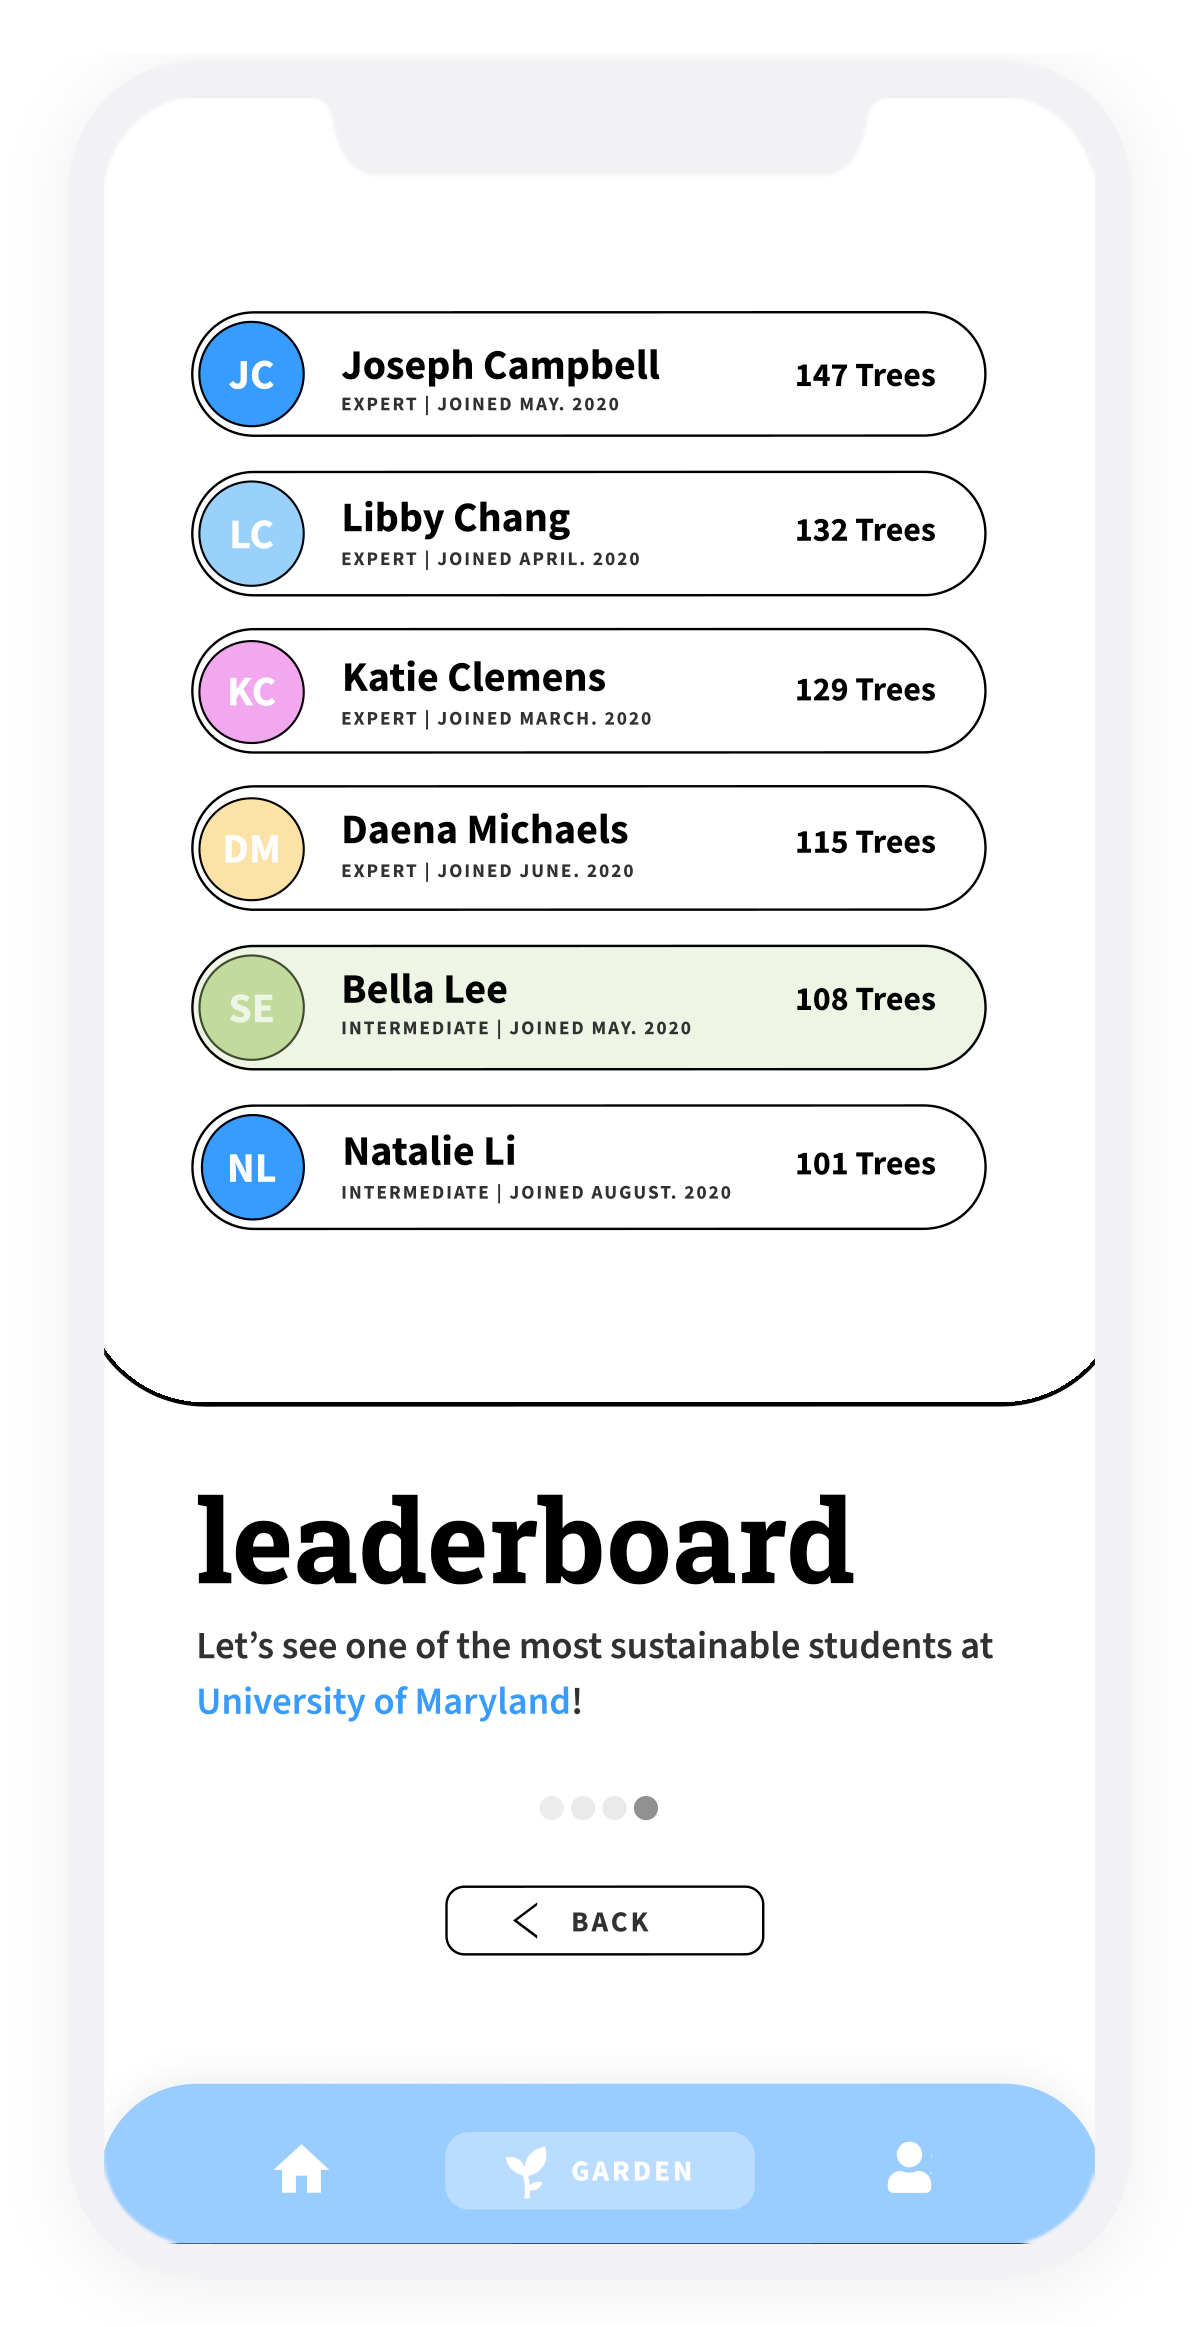 JC
Joseph Campbell
EXPERT | JOINED MAY. 2020
147 Trees
LC
Libby Chang
EXPERT | JOINED APRIL. 2020
132 Trees
KC
Katie Clemens
EXPERT | JOINED MARCH. 2020
129 Trees
DM
Daena Michaels
EXPERT | JOINED JUNE. 2020
115 Trees
SE
Bella Lee
INTERMEDIATE | JOINED MAY. 2020
108 Trees
NL
Natalie Li
INTERMEDIATE | JOINED AUGUST. 2020
101 Trees
leaderboard
Let’s see one of the most sustainable students at
University of Maryland!
BACK
GARDEN